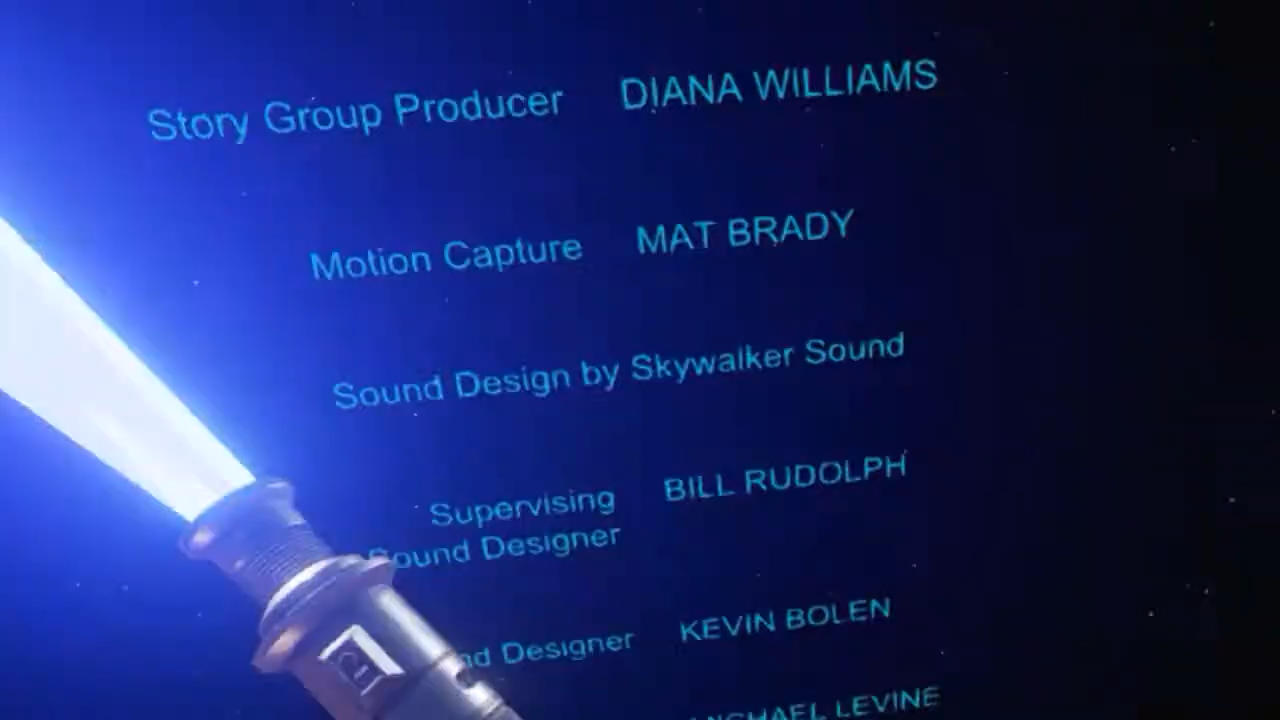 Story Group Producer DIANA WILLIAMS
Motion Capture MAT BRADY
Sound Design by Skywalker Sound
Supervising BILL RUDOLPH
Sound Designer
Designer KEVIN BOLEN
MICHAEL LEVINE